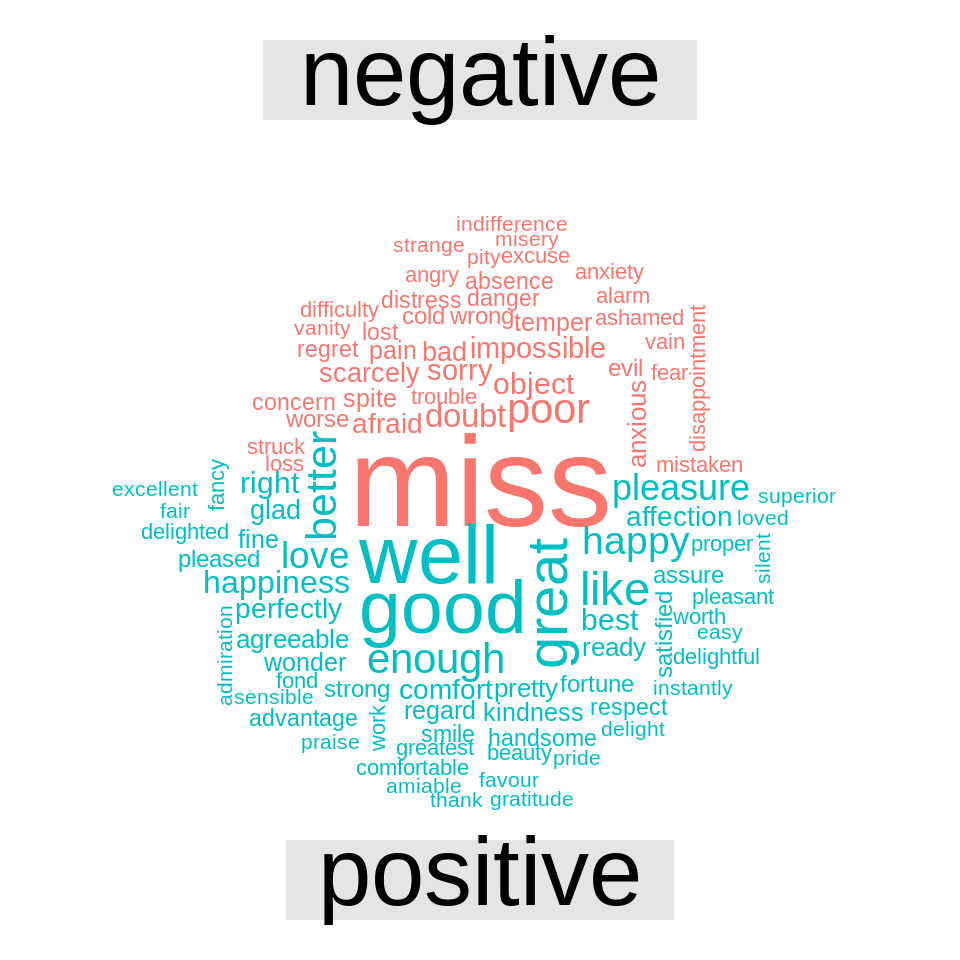 negative
indifference
misery
strange
pity excuse
angry absence anxiety
distress danger alarm
difficulty cold wrong temper ashamed
vanity lost
regret pain bad impossible vain
scarcely sorry evil fear
object
disappointment
anxious
concern spite trouble
worse afraid doubt poor
struck
loss
mistaken
miss
better
fancy
excellent right pleasure superior
fair glad affection loved
delighted fine happy proper
pleased love well
silent
great
happiness good like assure
pleasant
perfectly best worth
satisfied
easy
agreeable enough ready
wonder delightful
admiration
fond
sensible strong comfort pretty fortune instantly
advantage regard kindness respect
work
praise smile handsome delight
greatest beauty pride
comfortable
amiable favour
thank gratitude
positive